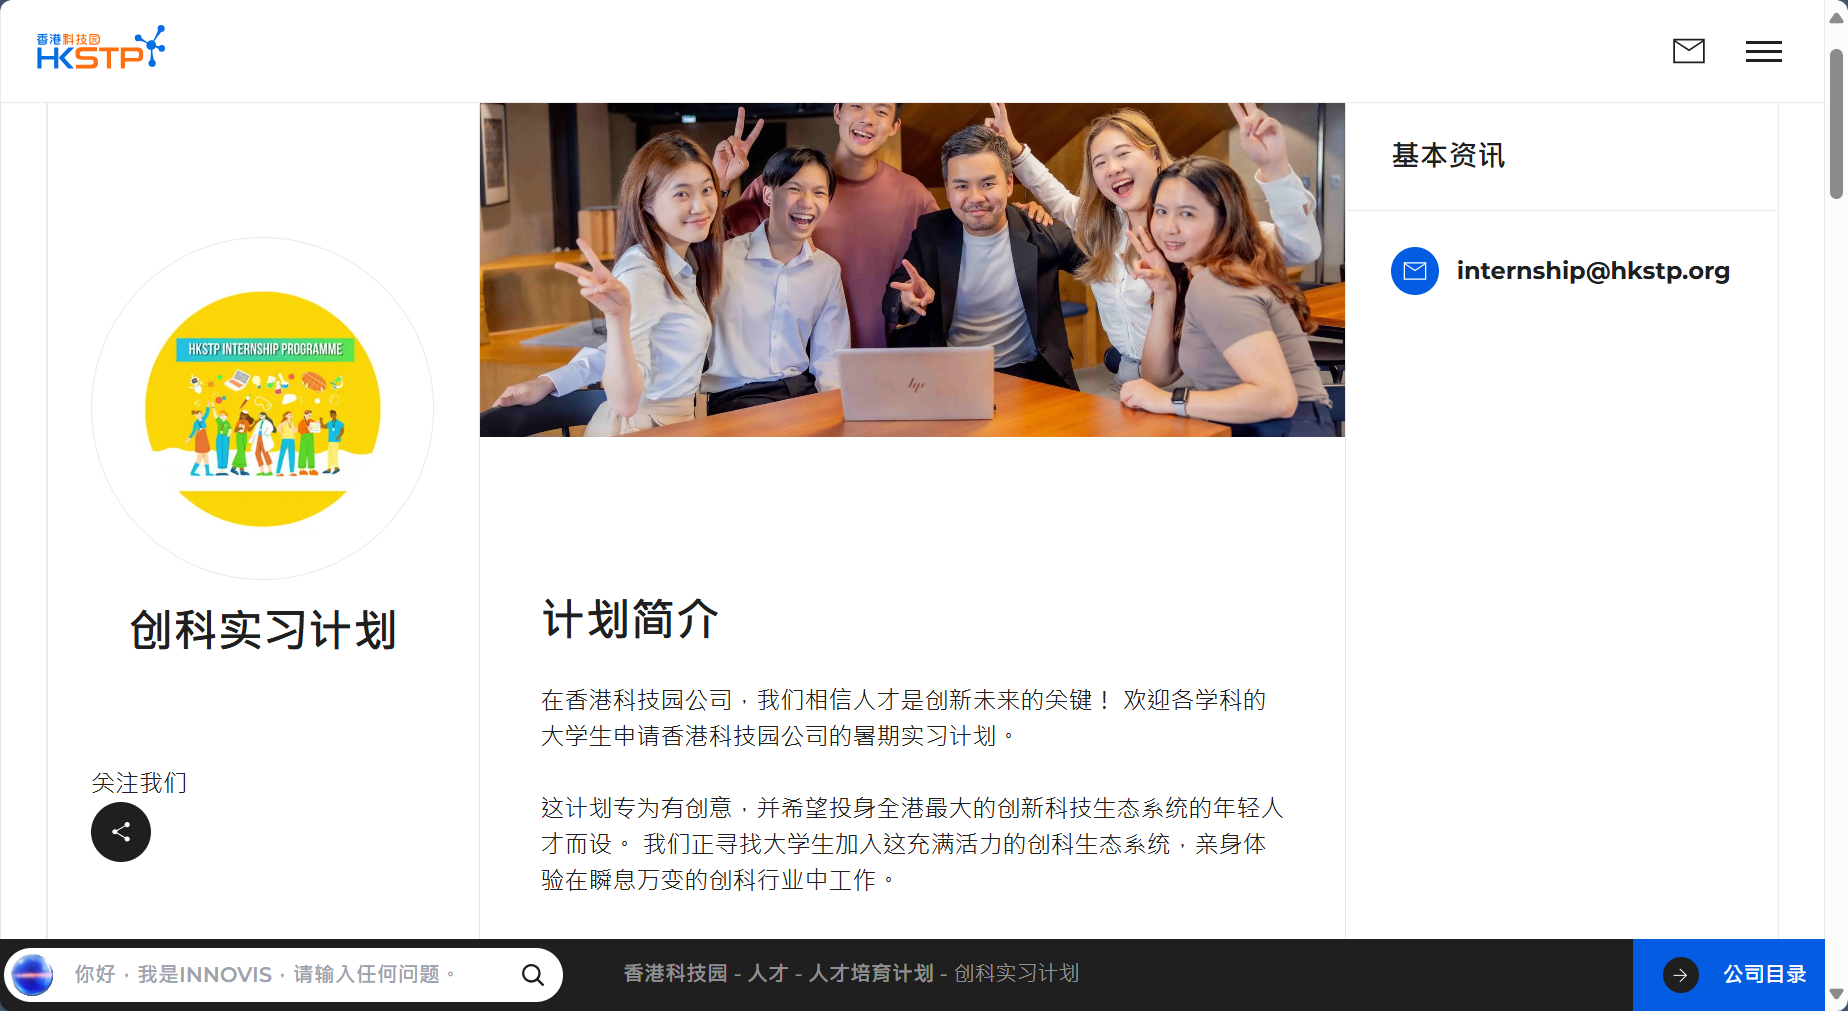 香港科技园
HKSTP
HKSTP INTERNSHIP PROGRAMME
创科实习计划
关注我们
hp
计划简介
在香港科技园公司，我们相信人才是创新未来的关键！ 欢迎各学科的
大学生申请香港科技园公司的暑期实习计划。
这计划专为有创意，并希望投身全港最大的创新科技生态系统的年轻人
才而设。 我们正寻找大学生加入这充满活力的创科生态系统，亲身体
验在瞬息万变的创科行业中工作。
基本资讯
internship@hkstp.org
你好，我是INNOVIS，请输入任何问题。
香港科技园 - 人才 - 人才培育计划 - 创科实习计划
公司目录